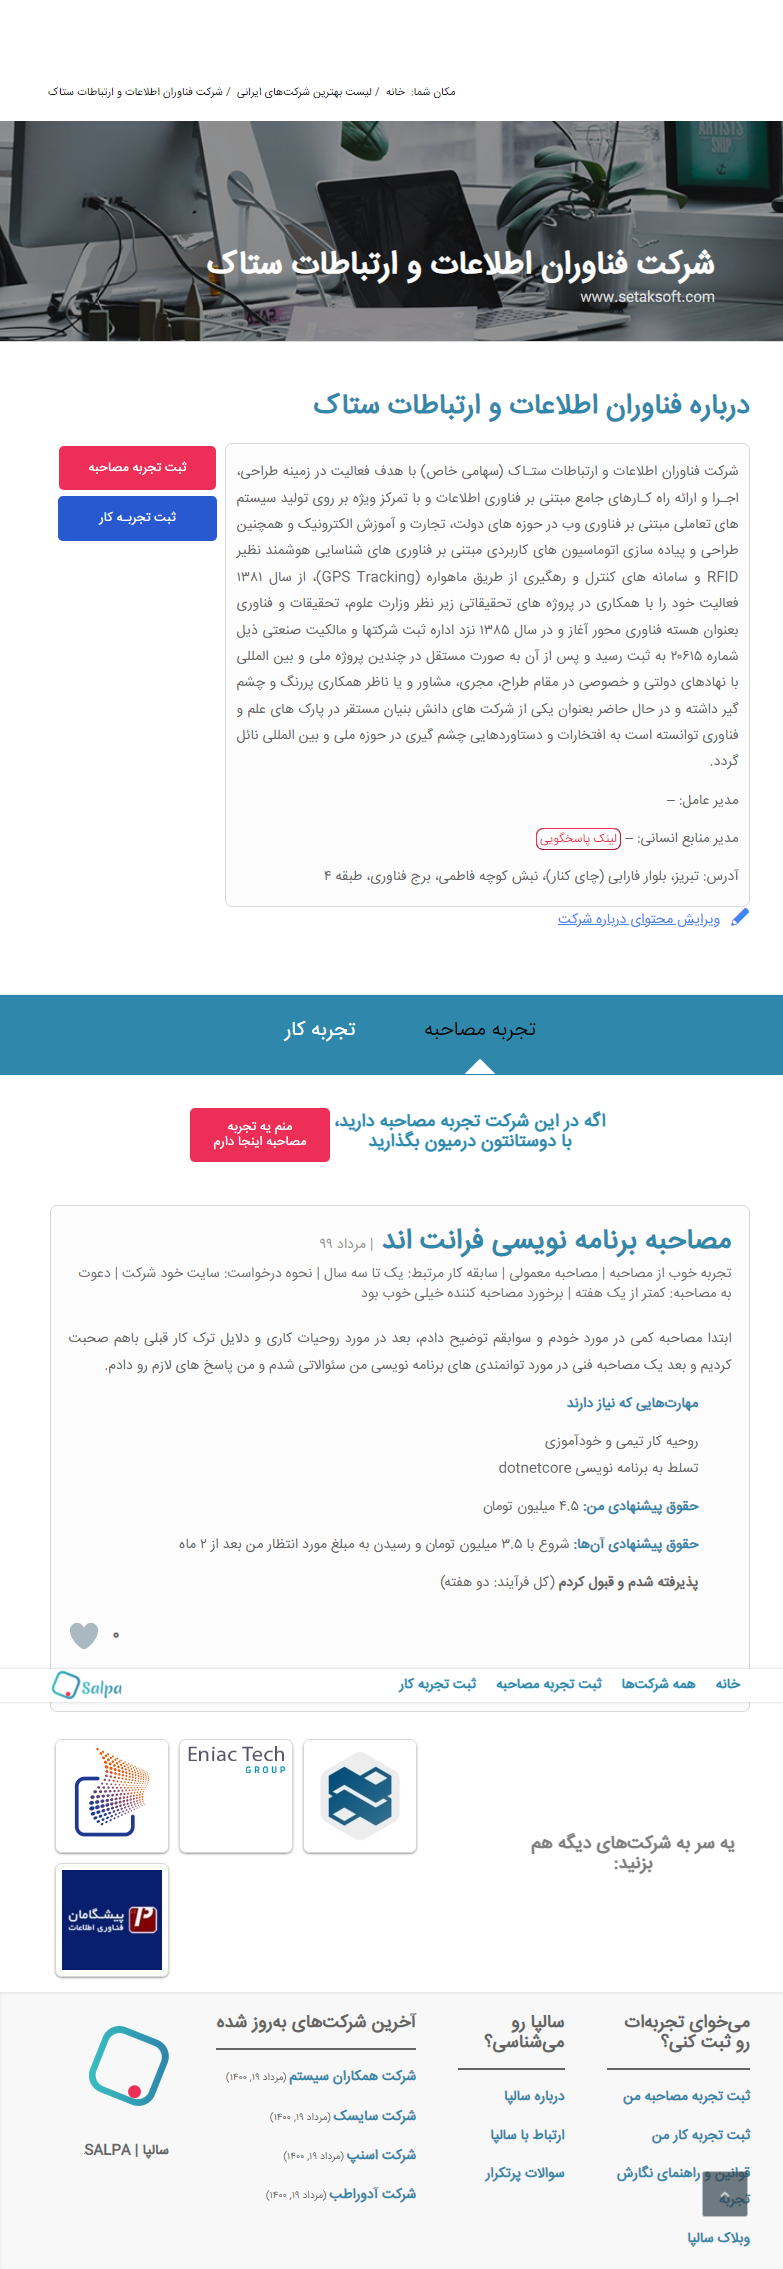 مکان شما: خانه / لیست بهترین شرکت‌های ایرانی / شرکت فناوران اطلاعات و ارتباطات ستاک
ARTISTS
SHIP
شرکت فناوران اطلاعات و ارتباطات ستاک
www.setaksoft.com
درباره فناوران اطلاعات و ارتباطات ستاک
ثبت تجربه مصاحبه
ثبت تجربـه کار
شرکت فناوران اطلاعات و ارتباطات ستـاک (سهامی خاص) با هدف فعالیت در زمینه طراحی،
اجـرا و ارائه راه کـارهای جامع مبتنی بر فناوری اطلاعات و با تمرکز ویژه بر روی تولید سیستم
های تعاملی مبتنی بر فناوری وب در حوزه های دولت، تجارت و آموزش الکترونیک و همچنین
طراحی و پیاده سازی اتوماسیون های کاربردی مبتنی بر فناوری های شناسایی هوشمند نظیر
RFID و سامانه های کنترل و رهگیری از طریق ماهواره (GPS Tracking)، از سال ۱۳۸۱
فعالیت خود را با همکاری در پروژه های تحقیقاتی زیر نظر وزارت علوم، تحقیقات و فناوری
بعنوان هسته فناوری محور آغاز و در سال ۱۳۸۵ نزد اداره ثبت شرکتها و مالکیت صنعتی ذیل
شماره ۲۰۶۱۵ به ثبت رسید و پس از آن به صورت مستقل در چندین پروژه ملی و بین المللی
با نهادهای دولتی و خصوصی در مقام طراح، مجری، مشاور و یا ناظر همکاری پررنگ و چشم
گیر داشته و در حال حاضر بعنوان یکی از شرکت های دانش بنیان مستقر در پارک های علم و
فناوری توانسته است به افتخارات و دستاوردهایی چشم گیری در حوزه ملی و بین المللی نائل
گردد.
مدیر عامل: –
مدیر منابع انسانی: – لینک پاسخگویی
آدرس: تبریز، بلوار فارابی (چای کنار)، نبش کوچه فاطمی، برج فناوری، طبقه ۴
ویرایش محتوای درباره شرکت
تجربه مصاحبه
تجربه کار
اگه در این شرکت تجربه مصاحبه دارید،
با دوستانتون درمیون بگذارید
منم یه تجربه
مصاحبه اینجا دارم
مصاحبه برنامه نویسی فرانت اند | مرداد ۹۹
تجربه خوب از مصاحبه | مصاحبه معمولی | سابقه کار مرتبط: یک تا سه سال | نحوه درخواست: سایت خود شرکت | دعوت
به مصاحبه: کمتر از یک هفته | برخورد مصاحبه کننده خیلی خوب بود
ابتدا مصاحبه کمی در مورد خودم و سوابقم توضیح دادم، بعد در مورد روحیات کاری و دلایل ترک کار قبلی باهم صحبت
کردیم و بعد یک مصاحبه فنی در مورد توانمندی های برنامه نویسی من سئوالاتی شدم و من پاسخ های لازم رو دادم.
مهارت‌هایی که نیاز دارند
روحیه کار تیمی و خودآموزی
تسلط به برنامه نویسی dotnetcore
حقوق پیشنهادی من: ۴.۵ میلیون تومان
حقوق پیشنهادی آن‌ها: شروع با ۳.۵ میلیون تومان و رسیدن به مبلغ مورد انتظار من بعد از ۲ ماه
پذیرفته شدم و قبول کردم (کل فرآیند: دو هفته)
۰
خانه همه شرکت‌ها ثبت تجربه مصاحبه ثبت تجربه کار
Salpa
یه سر به شرکت‌های دیگه هم
بزنید:
Eniac Tech
GROUP
پیشگامان
فناوری اطلاعات
می‌خوای تجربه‌ات
رو ثبت کنی؟
ثبت تجربه مصاحبه من
ثبت تجربه کار من
قوانین و راهنمای نگارش
تجربه
وبلاگ سالپا
سالپا رو
می‌شناسی؟
درباره سالپا
ارتباط با سالپا
سوالات پرتکرار
آخرین شرکت‌های به‌روز شده
شرکت همکاران سیستم (مرداد ۱۹, ۱۴۰۰)
شرکت سایسک (مرداد ۱۹, ۱۴۰۰)
شرکت اسنپ (مرداد ۱۹, ۱۴۰۰)
شرکت آدوراطب (مرداد ۱۹, ۱۴۰۰)
سالپا | SALPA